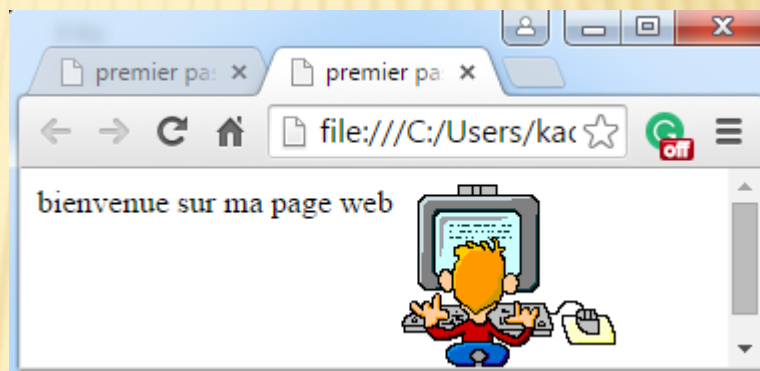 premier pa
premier pa
file:///C:/Users/kac
off
bienvenue sur ma page web